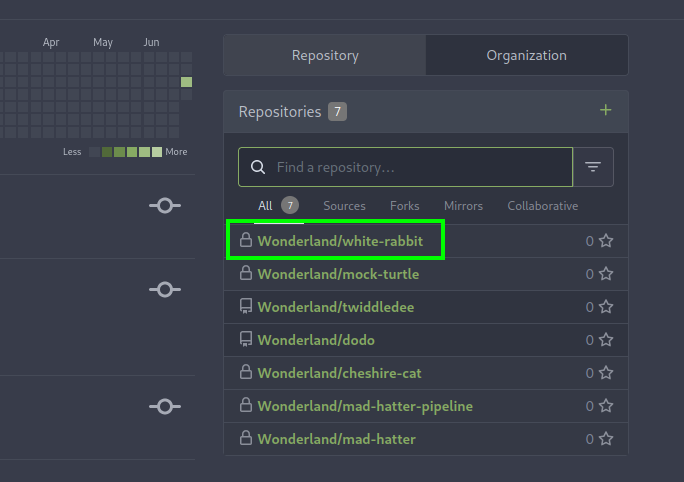 Apr May Jun
Less More
Repository Organization
Repositories 7
+
Find a repository...
All 7 Sources Forks Mirrors Collaborative
Wonderland/white-rabbit 0
Wonderland/mock-turtle 0
Wonderland/twiddledee 0
Wonderland/dodo 0
Wonderland/cheshire-cat 0
Wonderland/mad-hatter-pipeline 0
Wonderland/mad-hatter 0